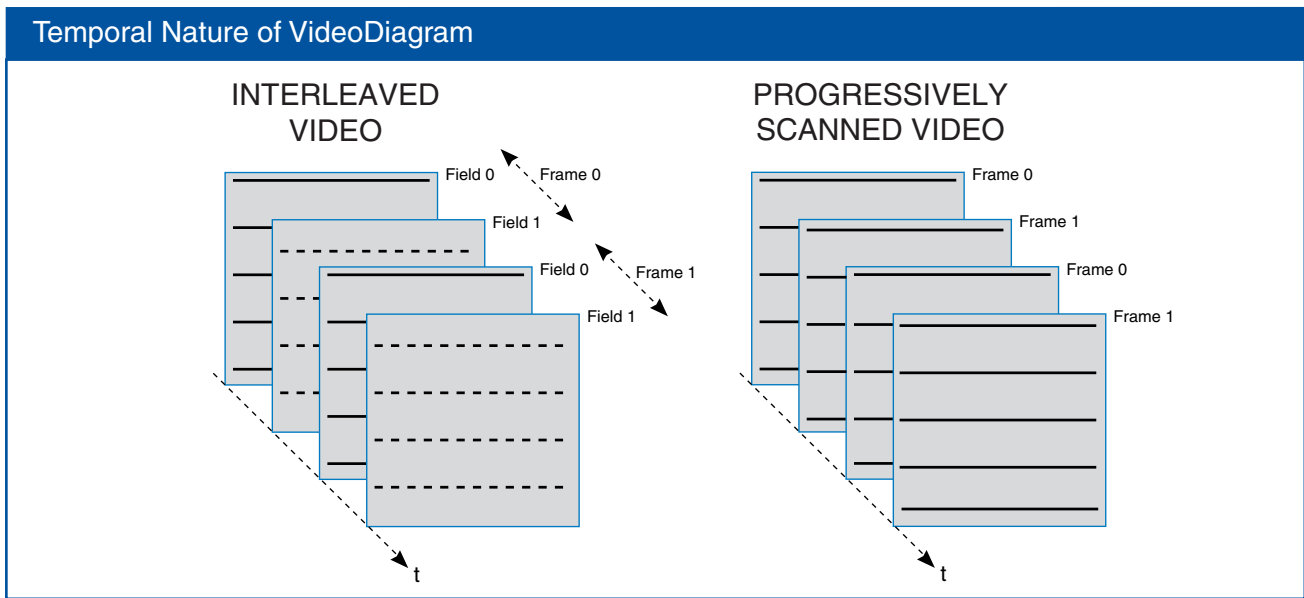 Temporal Nature of VideoDiagram
INTERLEAVED
VIDEO
Field 0
Frame 0
Field 1
Field 0
Frame 1
Field 1
t
PROGRESSIVELY
SCANNED VIDEO
Frame 0
Frame 1
Frame 0
Frame 1
t